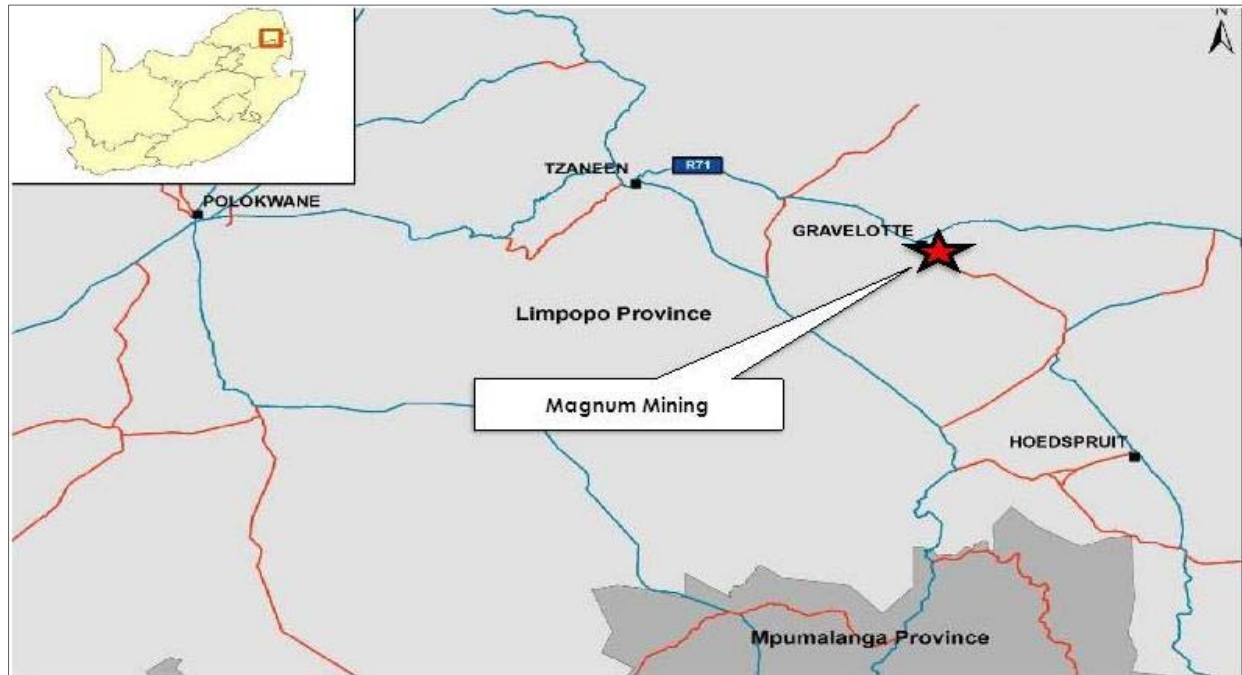 N
R71
TZANEEN
POLOKWANE
GRAVELOTTE
Limpopo Province
Magnum Mining
HOEDSPRUIT
Mpumalanga Province